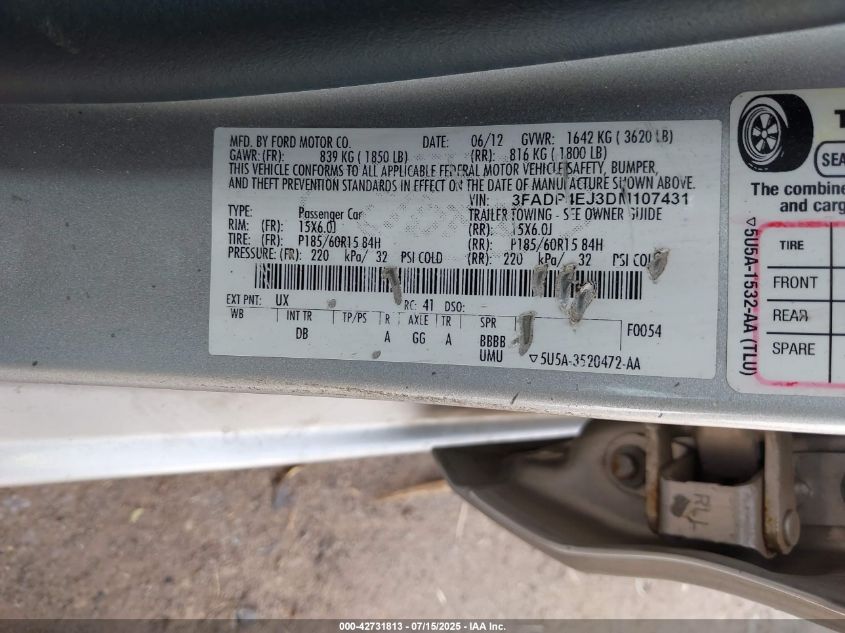 MFD. BY FORD MOTOR CO. DATE: 06/12 GVWR: 1642 KG ( 3620 LB)
GAWR:(FR): 839 KG ( 1850 LB) (RR): 816 KG ( 1800 LB)
THIS VEHICLE CONFORMS TO ALL APPLICABLE FEDERAL MOTOR VEHICLE SAFETY, BUMPER,
AND THEFT PREVENTION STANDARDS IN EFFECT ON THE DATE OF MANUFACTURE SHOWN ABOVE.
VIN: 3FADP4EJ3DM107431
TYPE: Passenger Car TRAILER TOWING - SEE OWNER GUIDE
RIM: (FR): 15X6.0J (RR): 15X6.0J
TIRE: (FR): P185/60R15 84H (RR): P185/60R15 84H
PRESSURE: (FR): 220 kPa/ 32 PSI COLD (RR): 220 kPa/ 32 PSI COLD
EXT PNT: UX RC: 41 DSO:
WB INT TR TP/PS R AXLE TR SPR F0054
DB A GG A BBBB
UMU ▽5U5A-3520472-AA
SEA
The combine
TIRE
FRONT
REAR
SPARE
▽5U5A-1532-AA (TLU)
RLJ
000-42731813 - 07/15/2025 - IAA Inc.